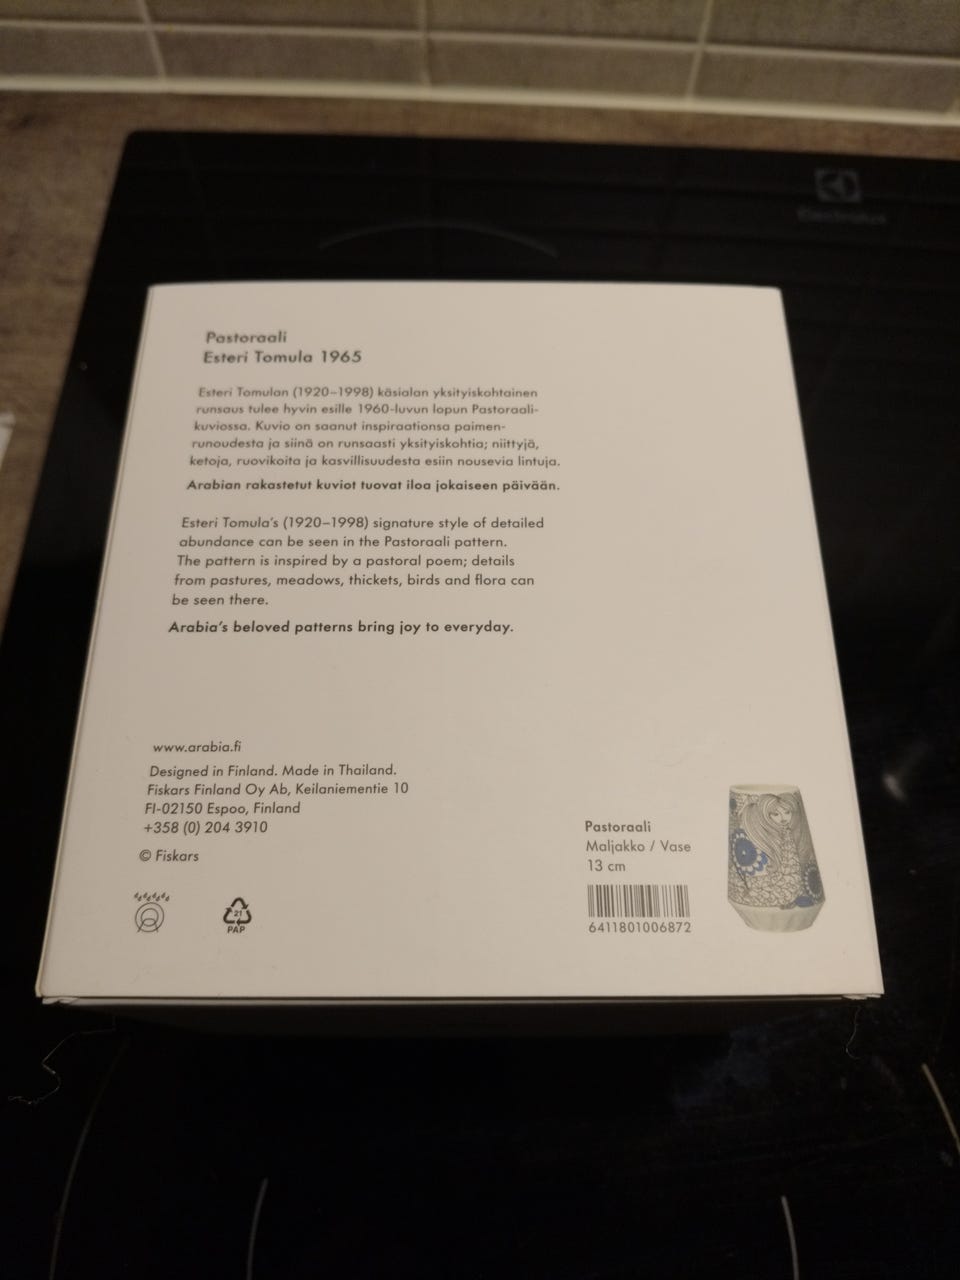 Electrolux
Pastoraali
Esteri Tomula 1965
Esteri Tomulan (1920–1998) käsialan yksityiskohtainen
runsaus tulee hyvin esille 1960-luvun lopun Pastoraali-
kuviossa. Kuvio on saanut inspiraationsa paimen-
runoudesta ja siinä on runsaasti yksityiskohtia; niittyjä,
ketoja, ruovikoita ja kasvillisuudesta esiin nousevia lintuja.
Arabian rakastetut kuviot tuovat iloa jokaiseen päivään.
Esteri Tomula's (1920–1998) signature style of detailed
abundance can be seen in the Pastoraali pattern.
The pattern is inspired by a pastoral poem; details
from pastures, meadows, thickets, birds and flora can
be seen there.
Arabia's beloved patterns bring joy to everyday.
www.arabia.fi
Designed in Finland. Made in Thailand.
Fiskars Finland Oy Ab, Keilaniementie 10
FI-02150 Espoo, Finland
+358 (0) 204 3910
© Fiskars
21
PAP
Pastoraali
Maljakko / Vase
13 cm
6411801006872